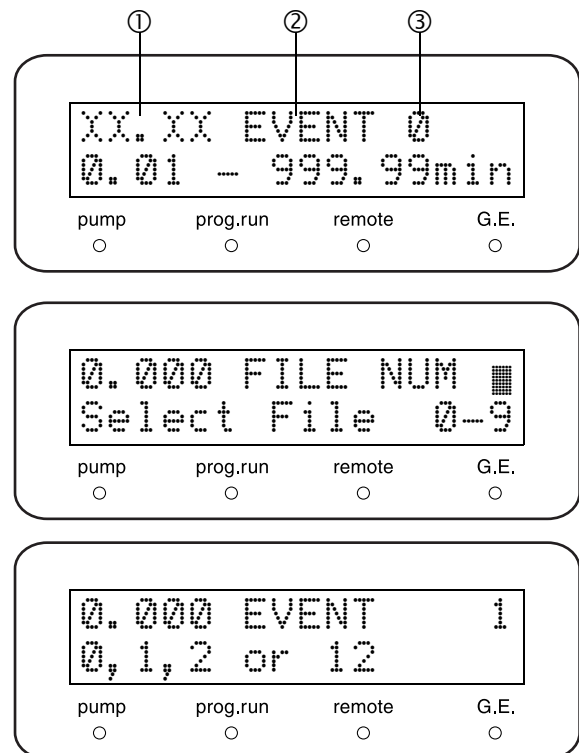 ① ② ③
XX.XX EVENT 0
0.01 - 999.99min
pump prog.run remote G.E.
0.000 FILE NUM
Select File 0-9
pump prog.run remote G.E.
0.000 EVENT 1
0,1,2 or 12
pump prog.run remote G.E.